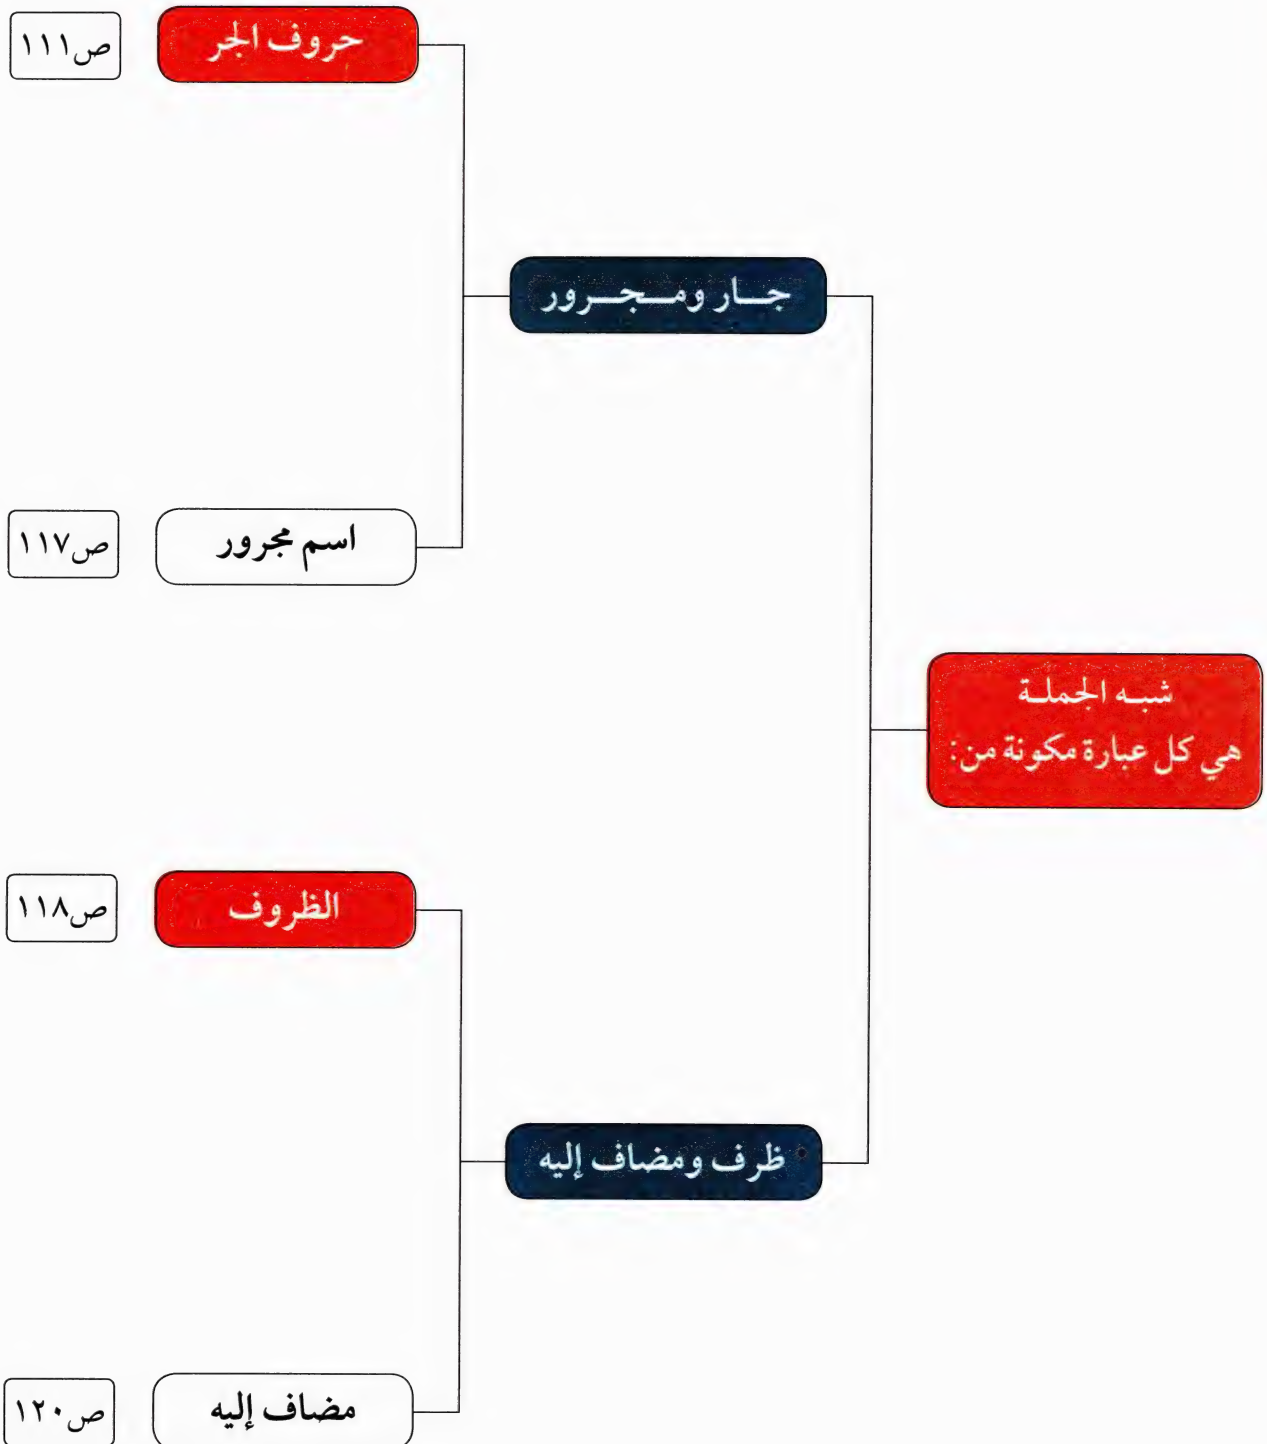 شبه الجملة
هي كل عبارة مكونة من:
جار ومجرور
حروف الجر
ص١١١
اسم مجرور
ص١١٧
ظرف ومضاف إليه
الظروف
ص١١٨
مضاف إليه
ص١٢٠